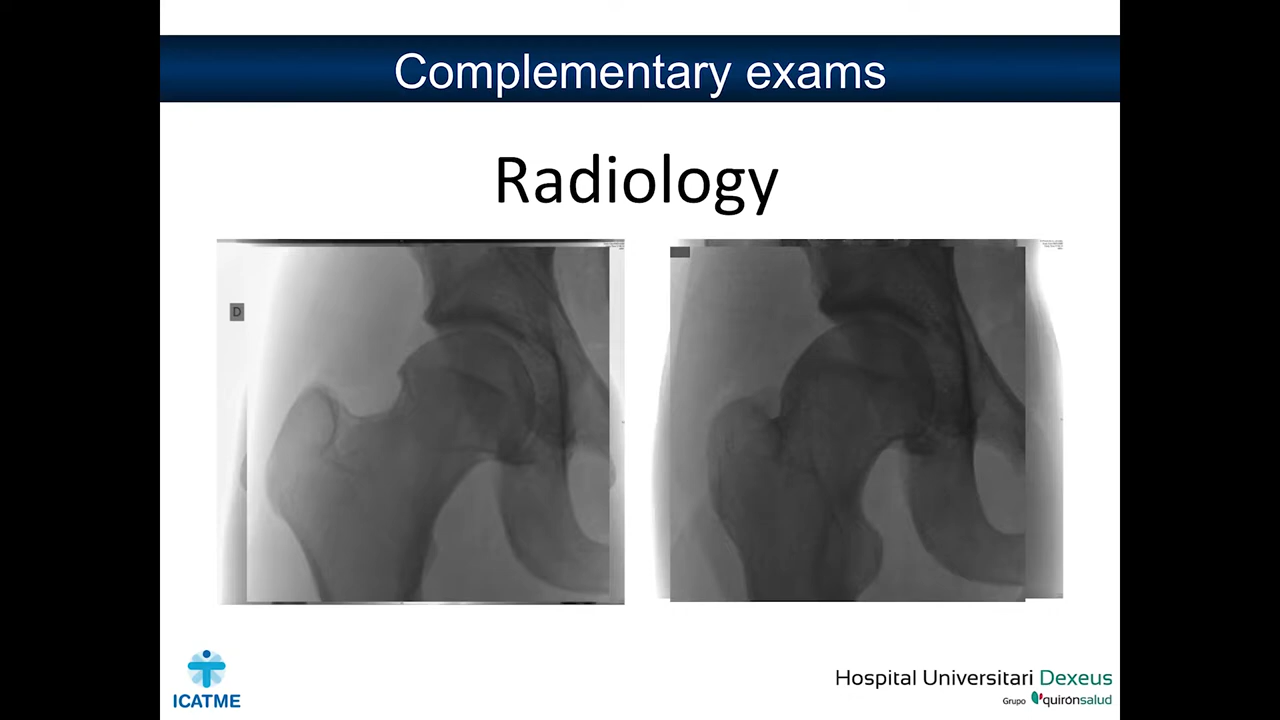 Complementary exams
Radiology
D
ICATME
Hospital Universitari Dexeus
Grupo quirónsalud